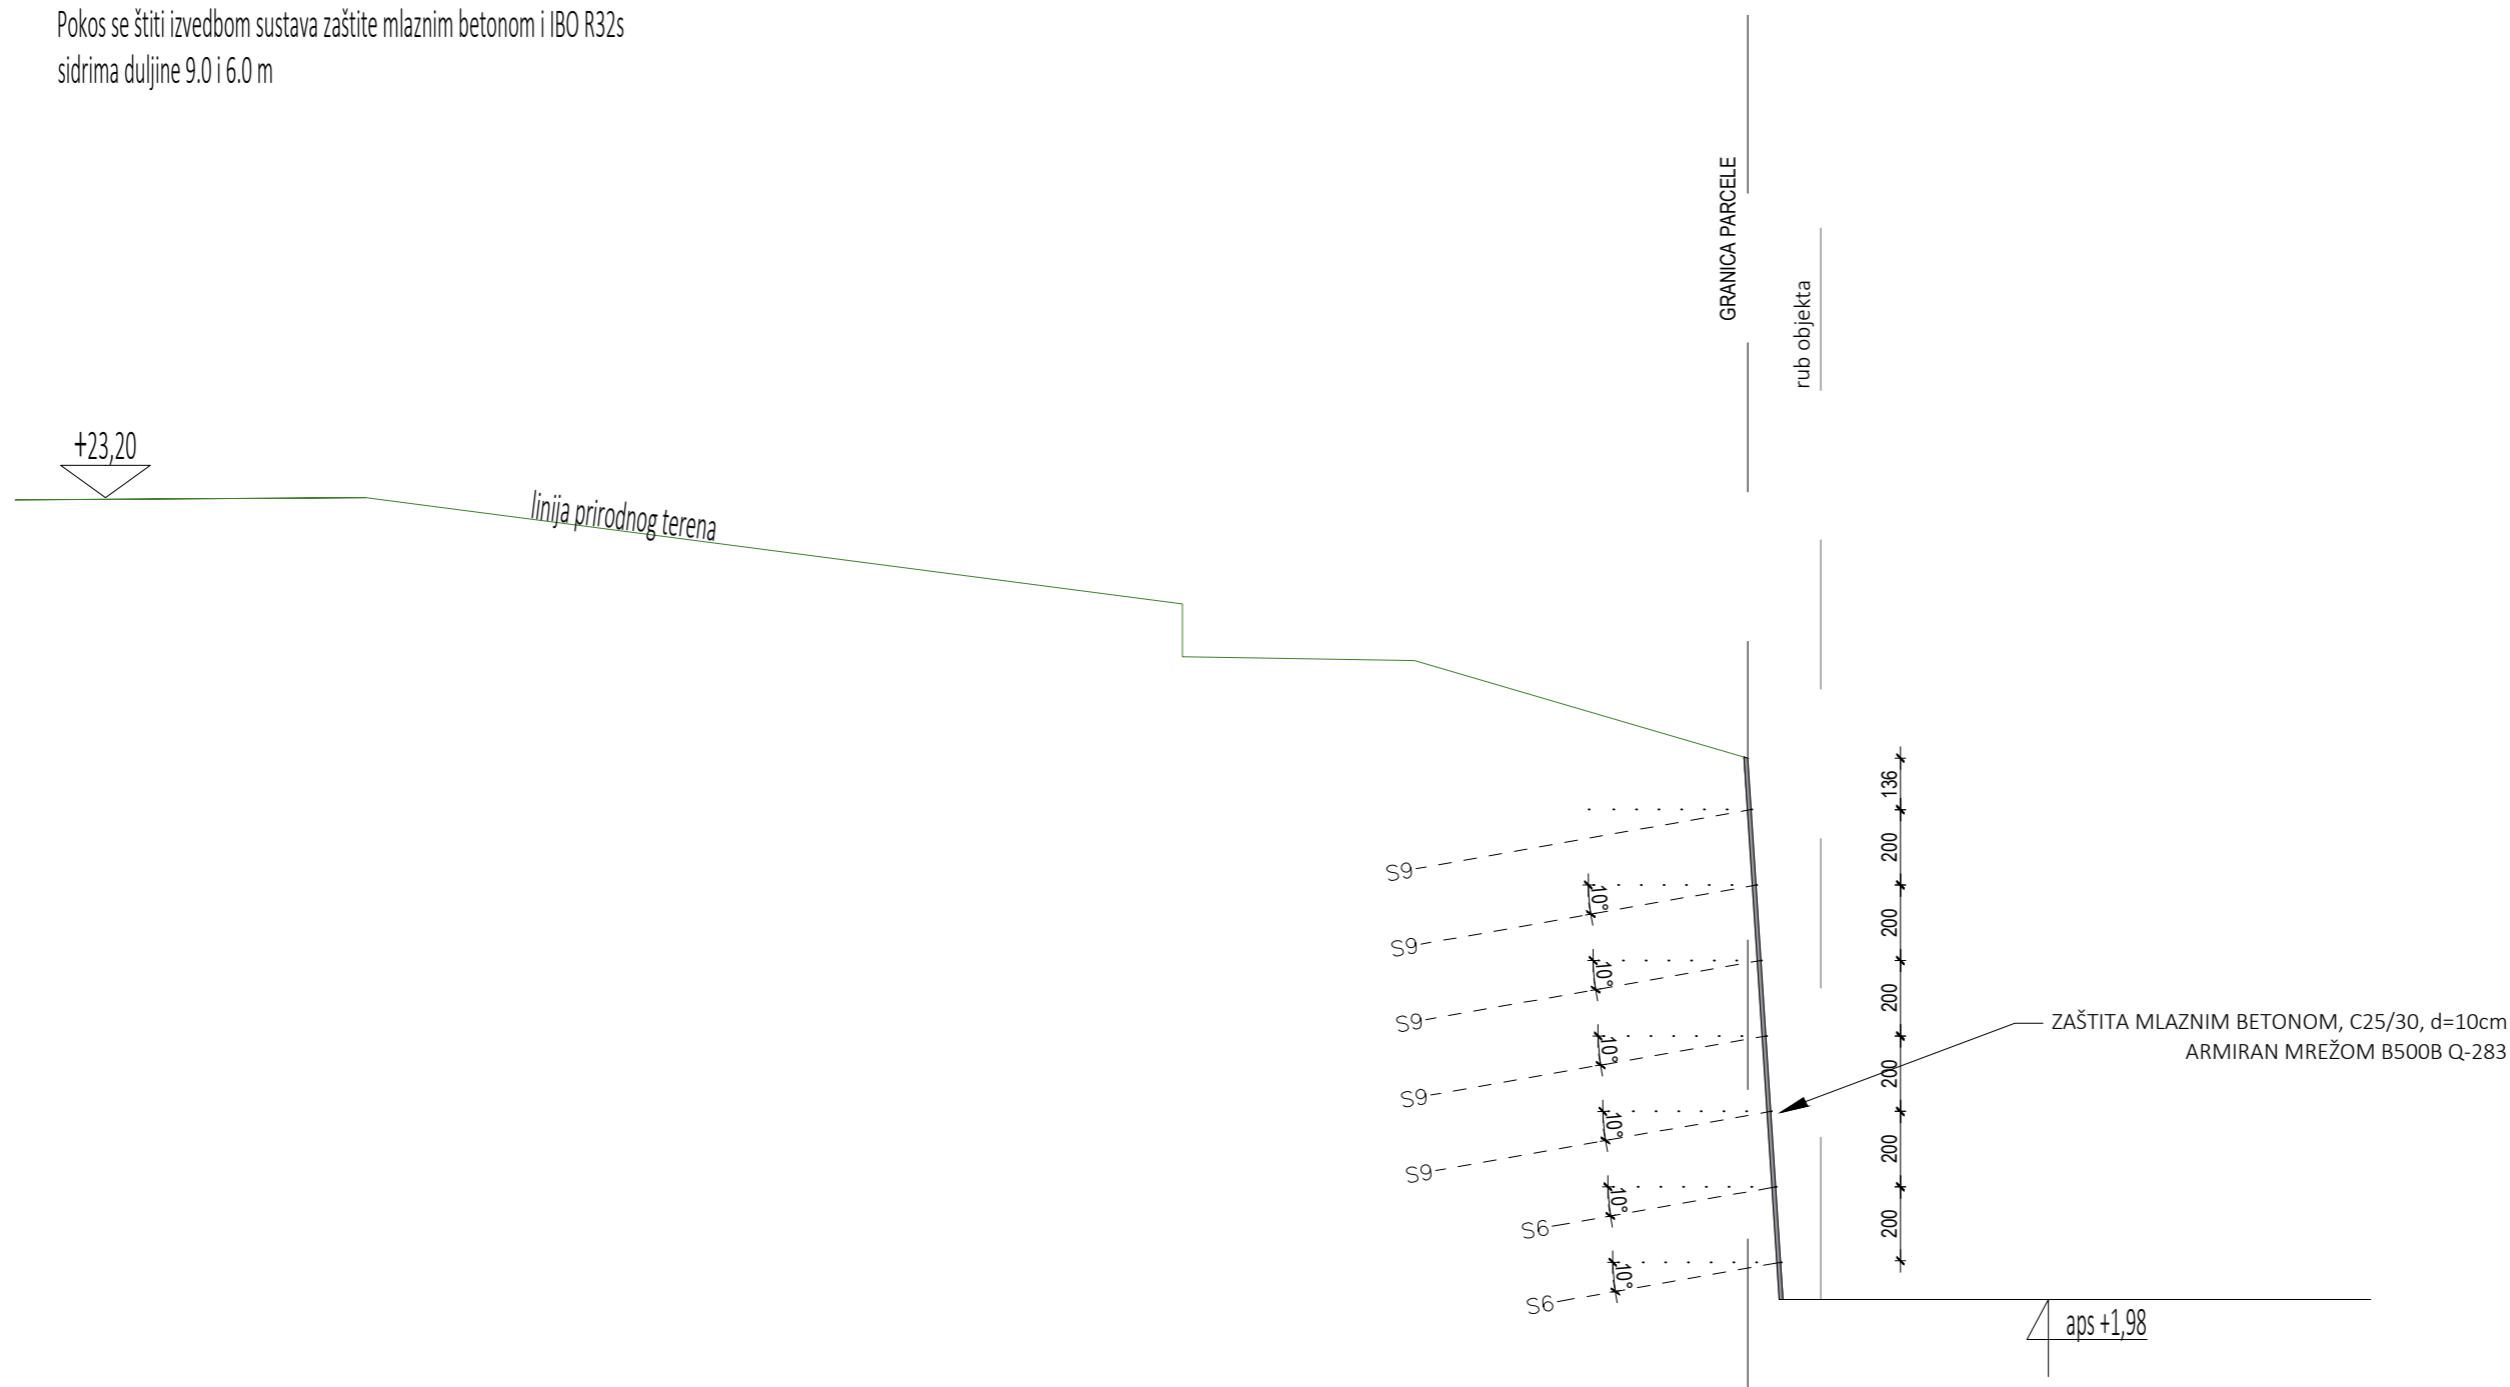 Pokos se štiti izvedbom sustava zaštite mlaznim betonom i IBO R32s
sidrima duljine 9.0 i 6.0 m
GRANICA PARCELE
rub objekta
+23,20
linija prirodnog terena
136
200
200
200
200
200
200
S9
S9
10°
S9
10°
S9
10°
S9
10°
S6
10°
S6
10°
ZAŠTITA MLAZNIM BETONOM, C25/30, d=10cm
ARMIRAN MREŽOM B500B Q-283
aps +1,98